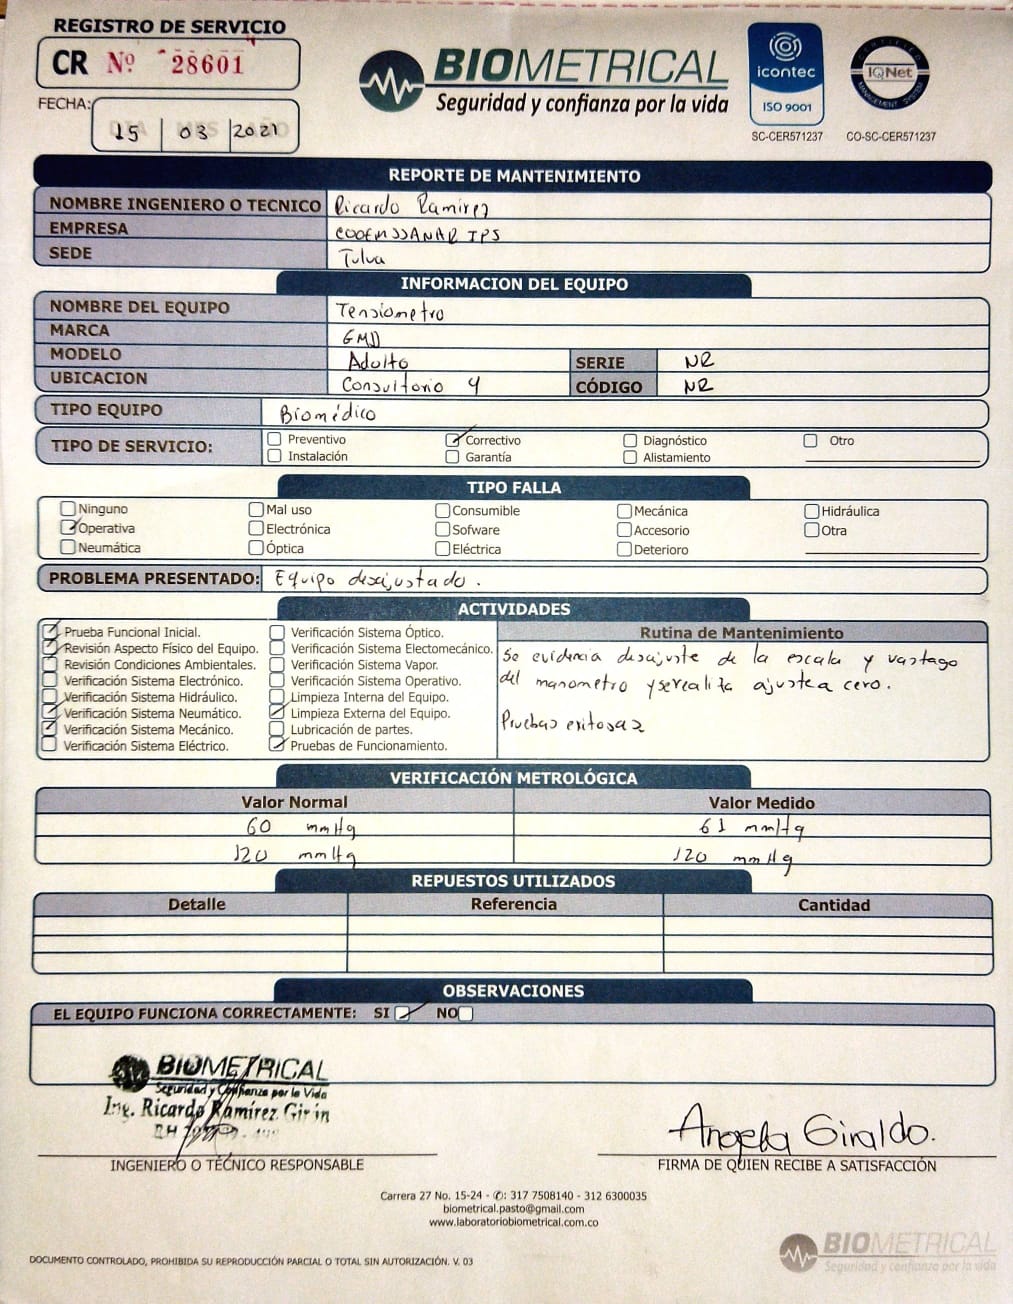 REGISTRO DE SERVICIO
CR Nº 28601
FECHA: 15 03 2021
BIOMETRICAL
Seguridad y confianza por la vida
icontec
ISO 9001
SC-CER571237
CERTIFIED
IQNet
MANAGEMENT SYSTEM
CO-SC-CER571237
REPORTE DE MANTENIMIENTO
NOMBRE INGENIERO O TECNICO Ricardo Ramirez
EMPRESA COOEMSSANAR IPS
SEDE Tulua
INFORMACION DEL EQUIPO
NOMBRE DEL EQUIPO Tensiometro
MARCA GMD
MODELO Adulto SERIE NR
UBICACION Consultorio 4 CÓDIGO NR
TIPO EQUIPO Biomédico
TIPO DE SERVICIO: Preventivo Correctivo Diagnóstico Otro
Instalación Garantía Alistamiento
TIPO FALLA
Ninguno Mal uso Consumible Mecánica Hidráulica
Operativa Electrónica Sofware Accesorio Otra
Neumática Óptica Eléctrica Deterioro
PROBLEMA PRESENTADO: Equipo desajustado.
ACTIVIDADES
Prueba Funcional Inicial.
Revisión Aspecto Físico del Equipo.
Revisión Condiciones Ambientales.
Verificación Sistema Electrónico.
Verificación Sistema Hidráulico.
Verificación Sistema Neumático.
Verificación Sistema Mecánico.
Verificación Sistema Eléctrico.
Verificación Sistema Óptico.
Verificación Sistema Electomecánico.
Verificación Sistema Vapor.
Verificación Sistema Operativo.
Limpieza Interna del Equipo.
Limpieza Externa del Equipo.
Lubricación de partes.
Pruebas de Funcionamiento.
Rutina de Mantenimiento
Se evidencia desajuste de la escala y vastago
del manometro y se realiza ajuste a cero.
Pruebas exitosas
VERIFICACIÓN METROLÓGICA
Valor Normal Valor Medido
60 mmHg 61 mmHg
120 mmHg 120 mmHg
REPUESTOS UTILIZADOS
Detalle Referencia Cantidad
OBSERVACIONES
EL EQUIPO FUNCIONA CORRECTAMENTE: SI NO
BIOMETRICAL
Seguridad y Confianza por la Vida
Ing. Ricardo Ramírez Girón
Angela Giraldo.
INGENIERO O TÉCNICO RESPONSABLE
FIRMA DE QUIEN RECIBE A SATISFACCIÓN
Carrera 27 No. 15-24 - ✆: 317 7508140 - 312 6300035
biometrical.pasto@gmail.com
www.laboratoriobiometrical.com.co
DOCUMENTO CONTROLADO, PROHIBIDA SU REPRODUCCIÓN PARCIAL O TOTAL SIN AUTORIZACIÓN. V. 03
BIOMETRICAL
Seguridad y confianza por la vida